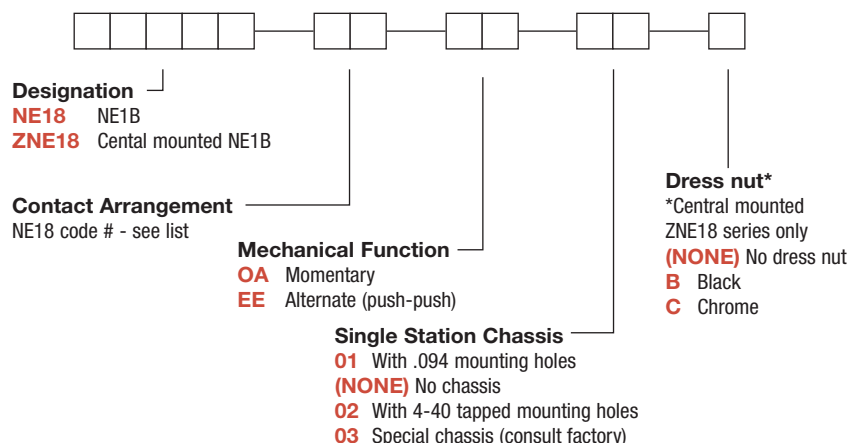 Designation
NE18 NE1B
ZNE18 Cental mounted NE1B
Contact Arrangement
NE18 code # - see list
Mechanical Function
OA Momentary
EE Alternate (push-push)
Single Station Chassis
01 With .094 mounting holes
(NONE) No chassis
02 With 4-40 tapped mounting holes
03 Special chassis (consult factory)
Dress nut*
*Central mounted
ZNE18 series only
(NONE) No dress nut
B Black
C Chrome